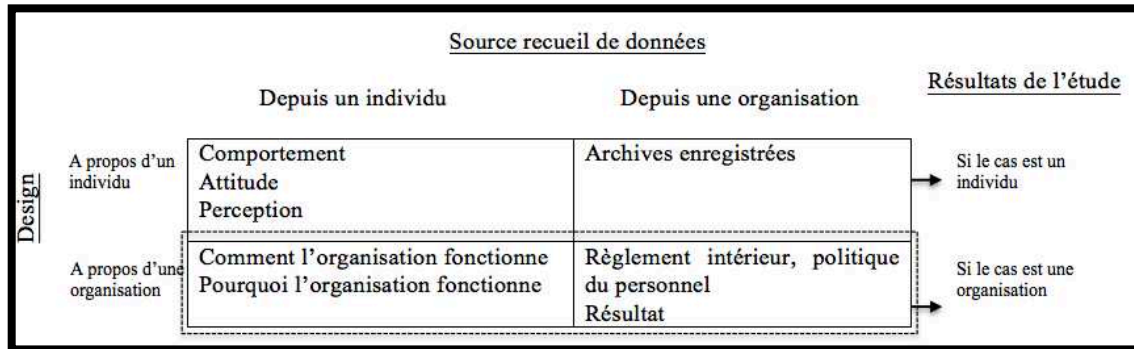 Source recueil de données
Résultats de l'étude
Depuis un individu
Depuis une organisation
Design
A propos d'un
individu
Comportement
Attitude
Perception
Archives enregistrées
Si le cas est un
individu
A propos d'une
organisation
Comment l'organisation fonctionne
Pourquoi l'organisation fonctionne
Règlement intérieur, politique
du personnel
Résultat
Si le cas est une
organisation